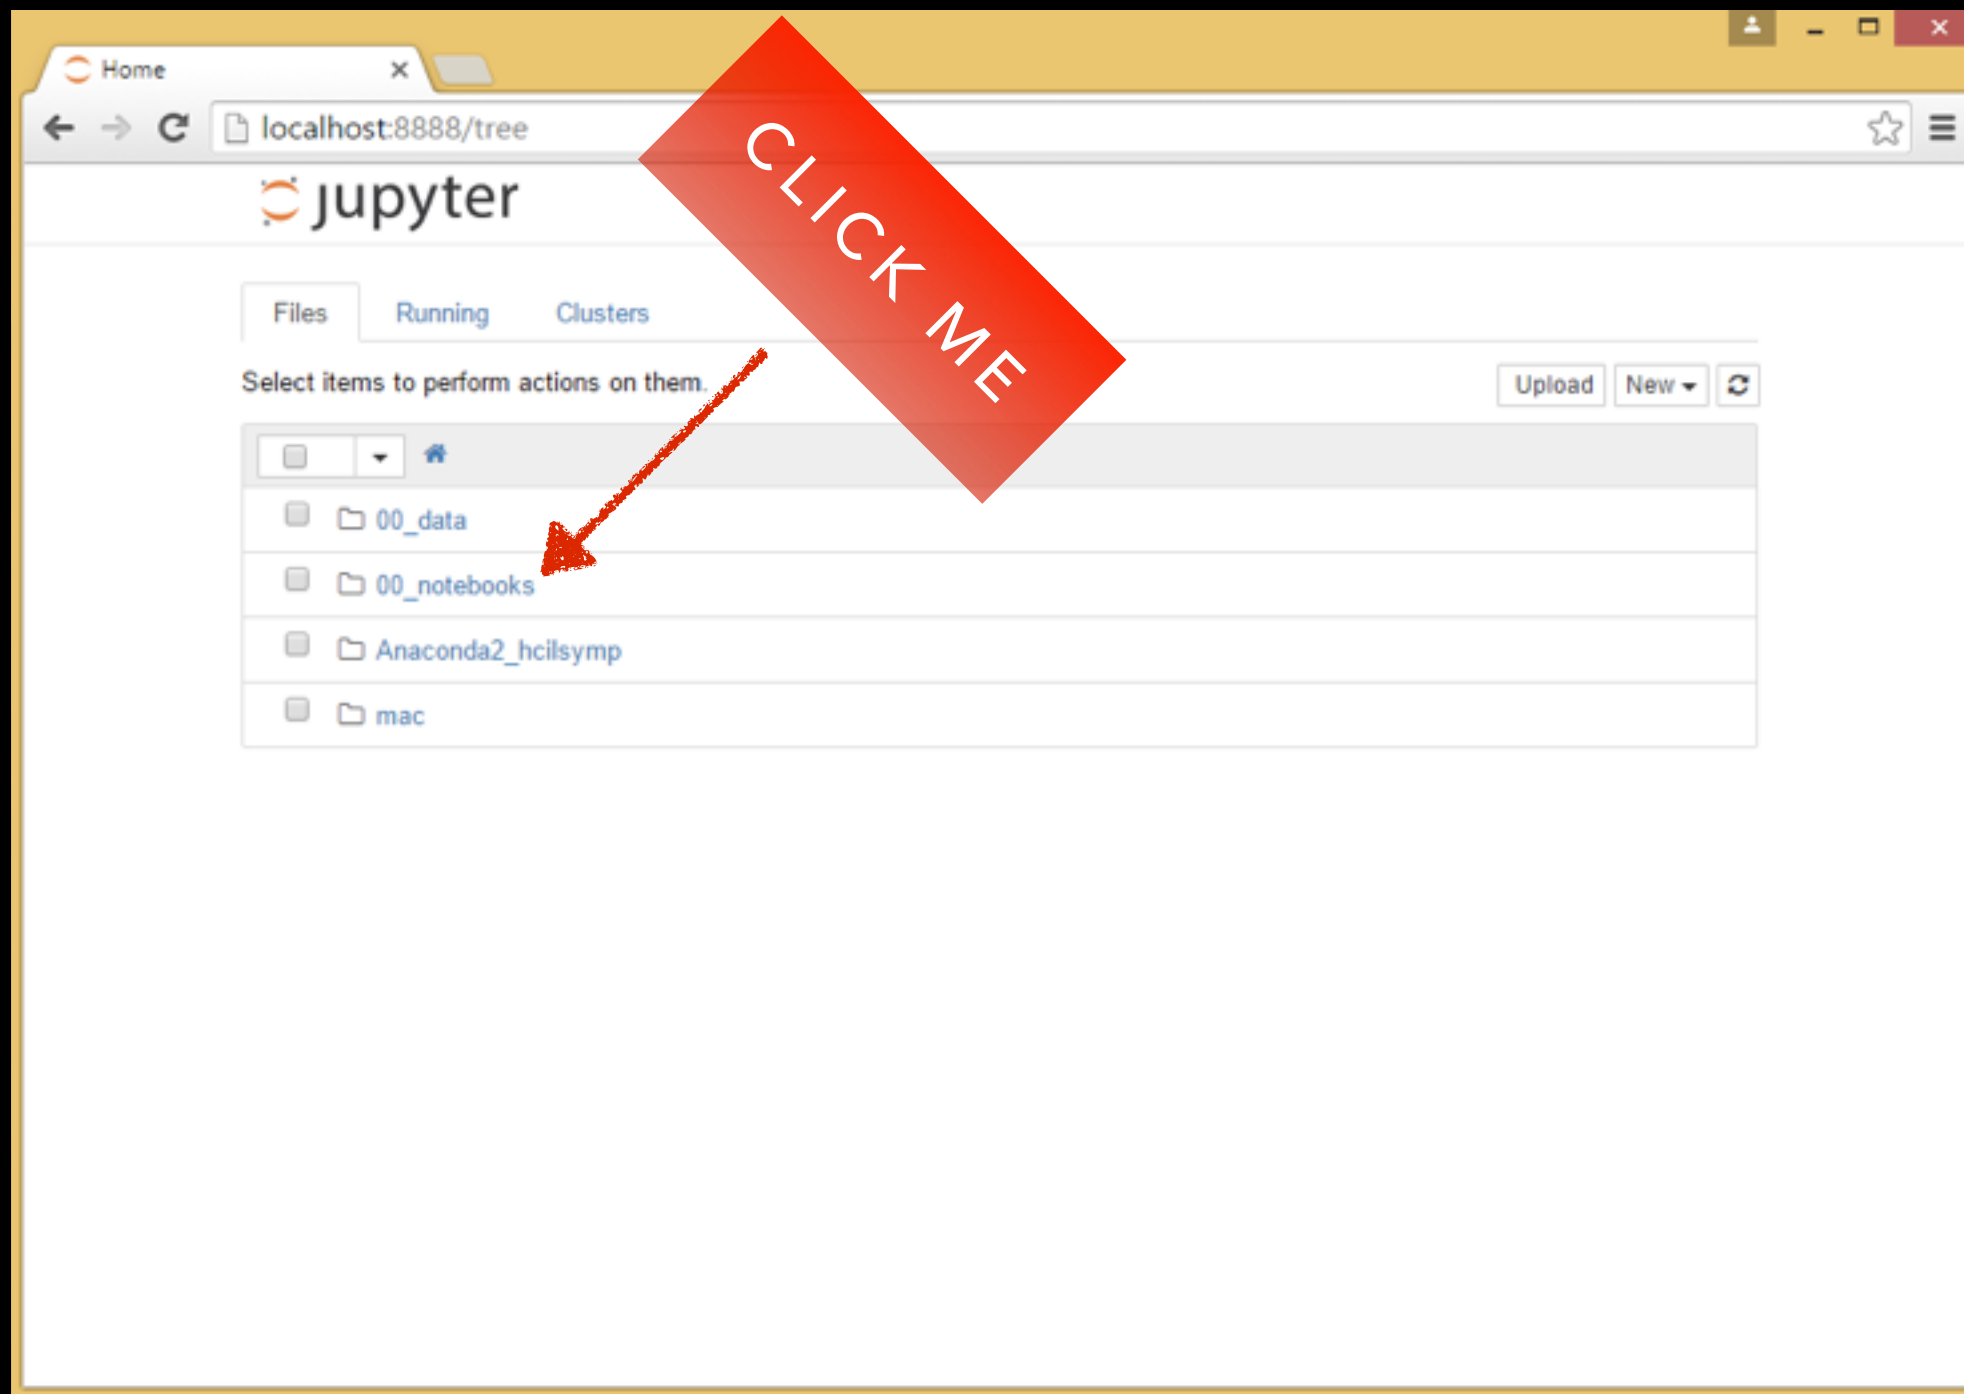 Home
localhost:8888/tree
jupyter
CLICK ME
Files Running Clusters
Select items to perform actions on them.
Upload New
00_data
00_notebooks
Anaconda2_hcilsymp
mac